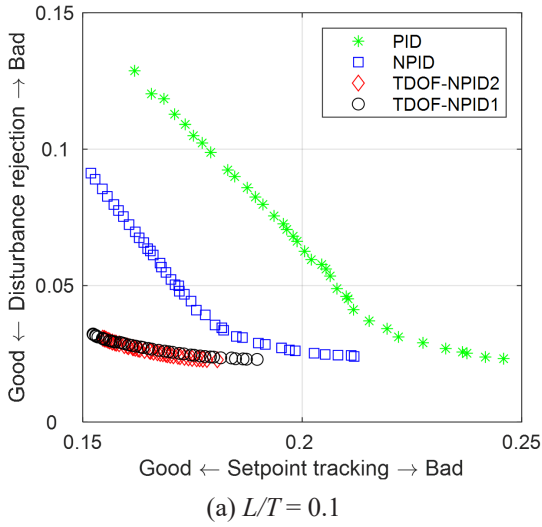 0.15
0.1
0.05
0
0.15
0.2
0.25
Good ← Disturbance rejection → Bad
Good ← Setpoint tracking → Bad
PID
NPID
TDOF-NPID2
TDOF-NPID1
(a) L/T = 0.1